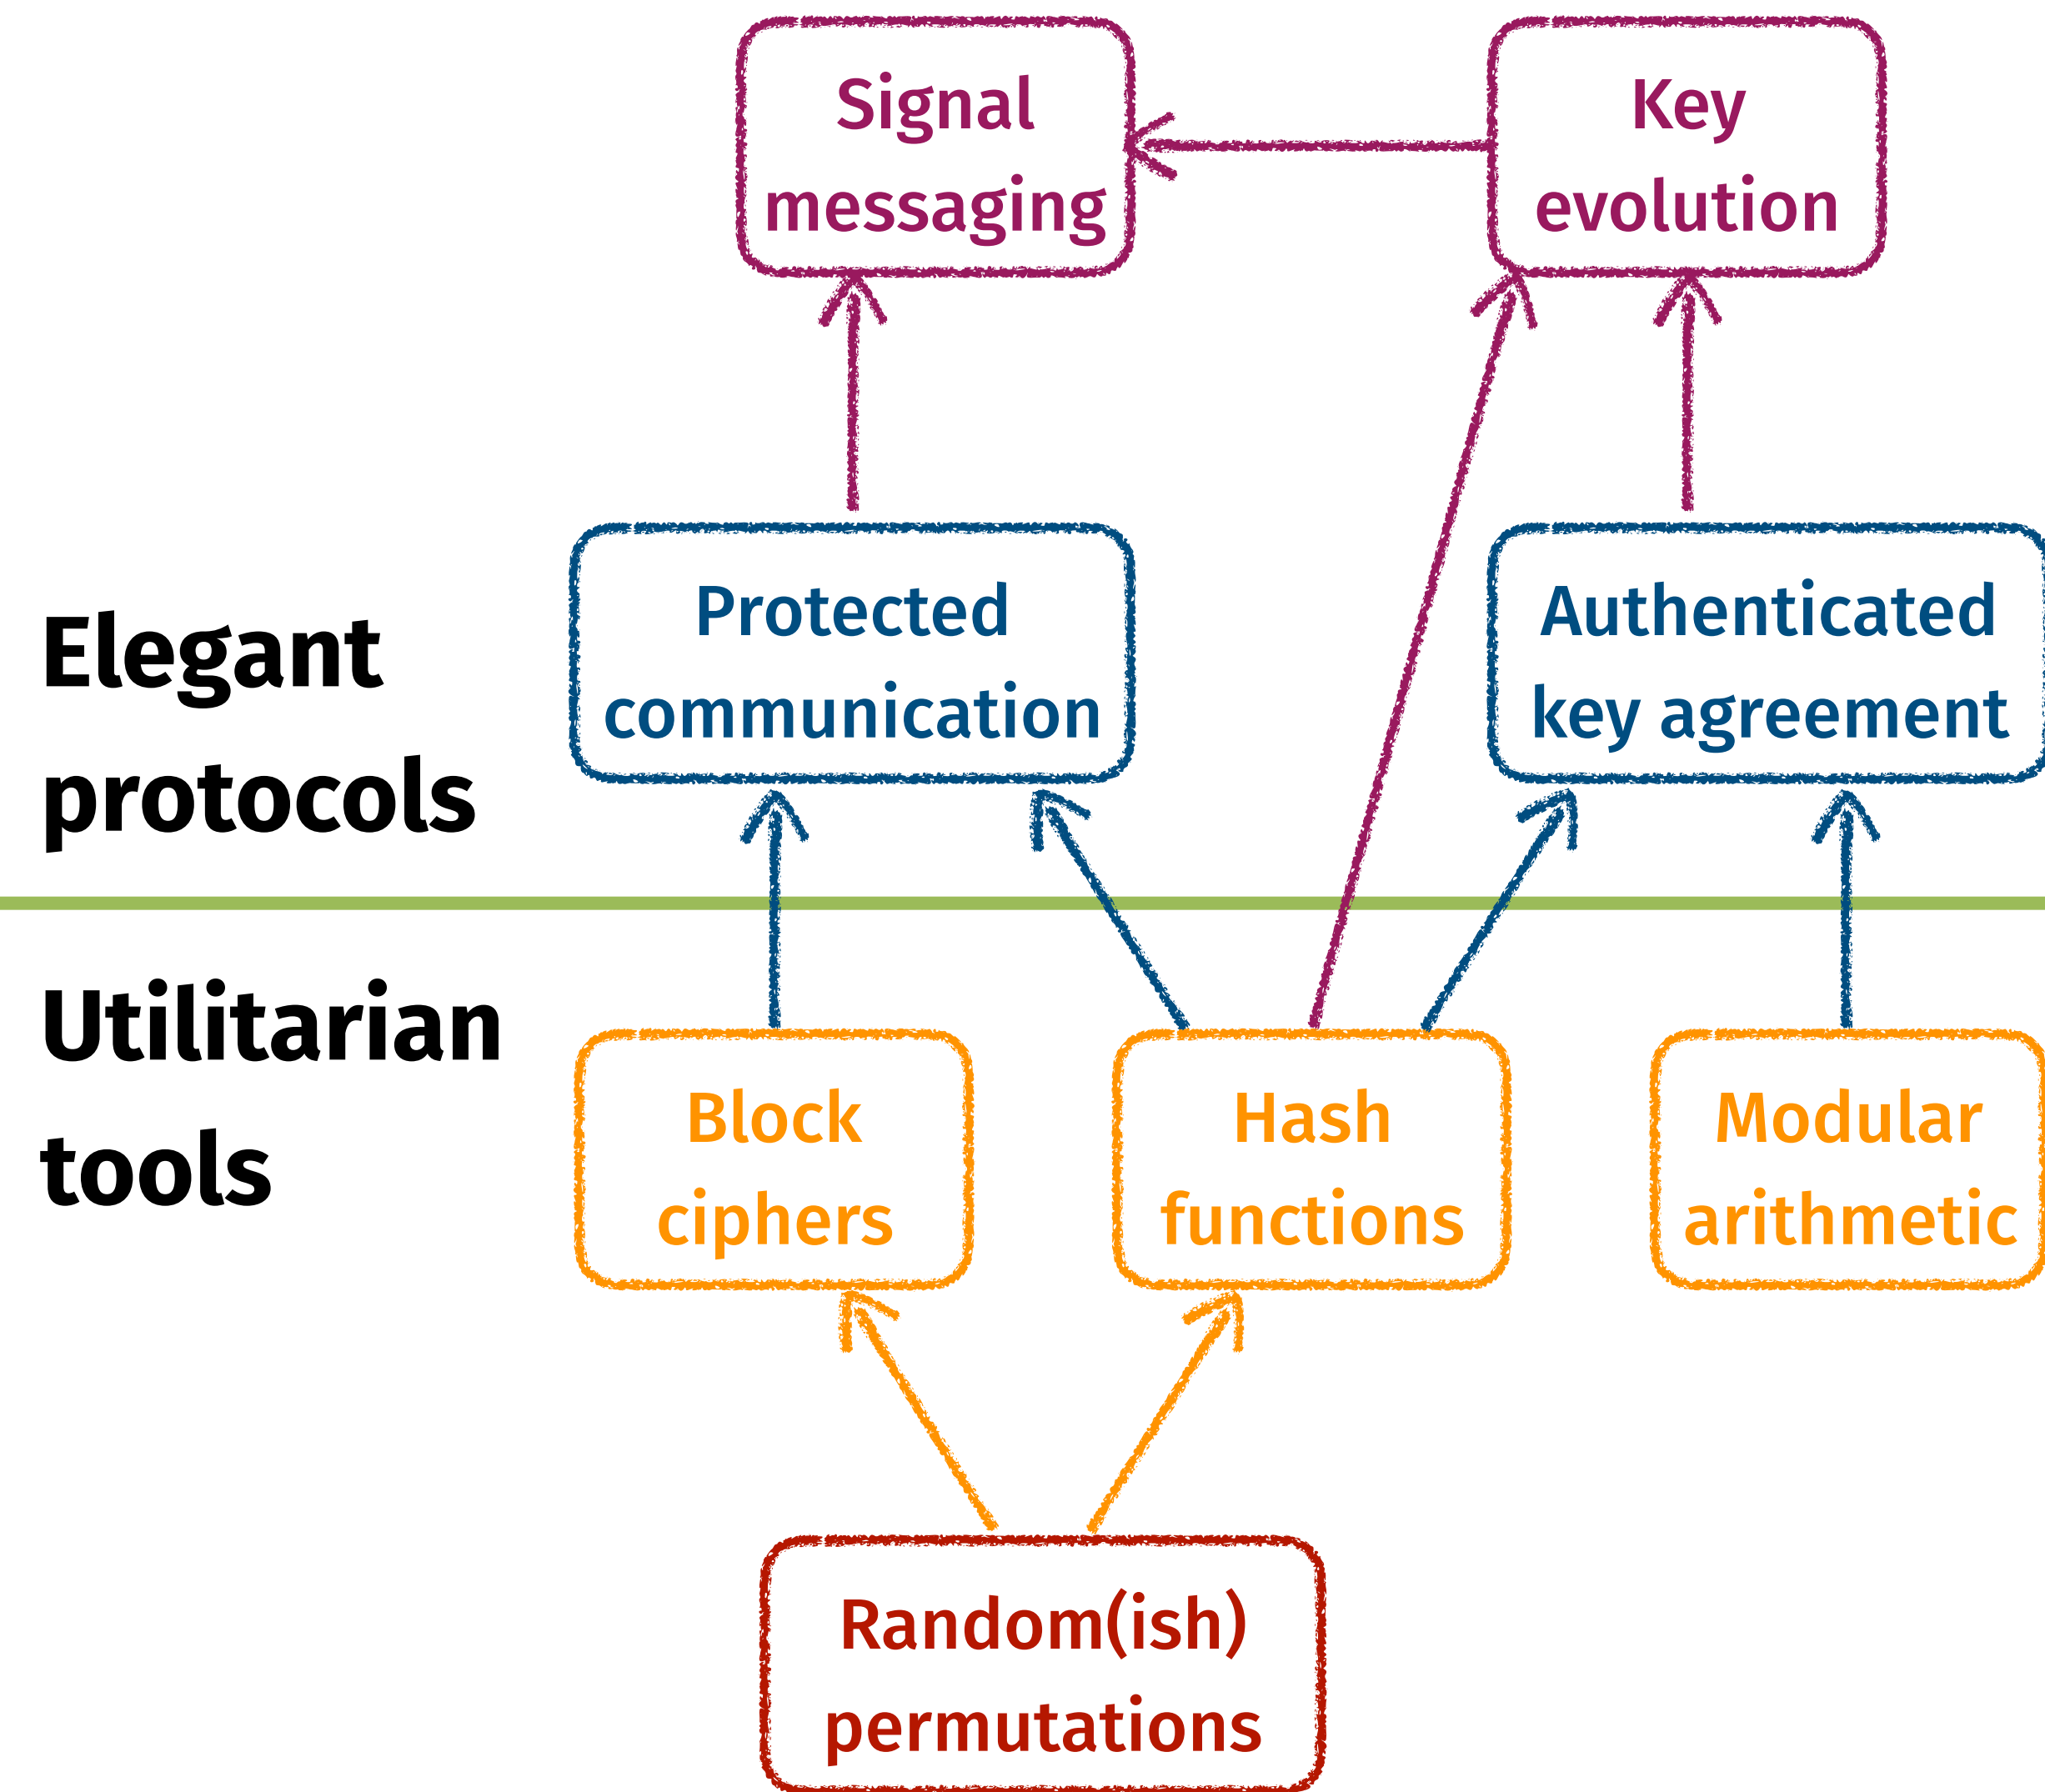 Signal
messaging
Key
evolution
Elegant
protocols
Protected
communication
Authenticated
key agreement
Utilitarian
tools
Block
ciphers
Hash
functions
Modular
arithmetic
Random(ish)
permutations